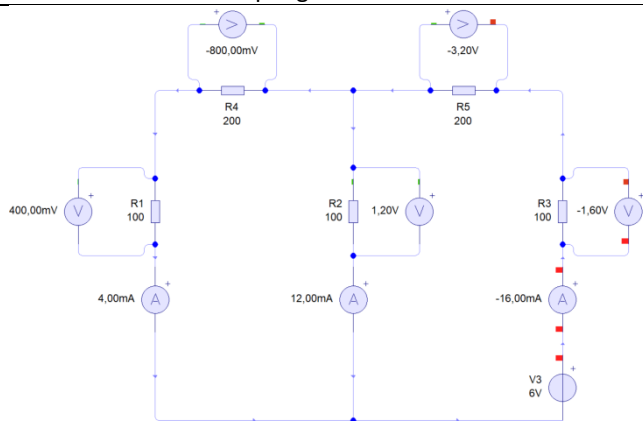 -800,00mV
-3,20V
R4
200
R5
200
400,00mV
V
R1
100
R2
100
1,20V
V
R3
100
-1,60V
V
4,00mA
A
12,00mA
A
-16,00mA
A
V3
6V